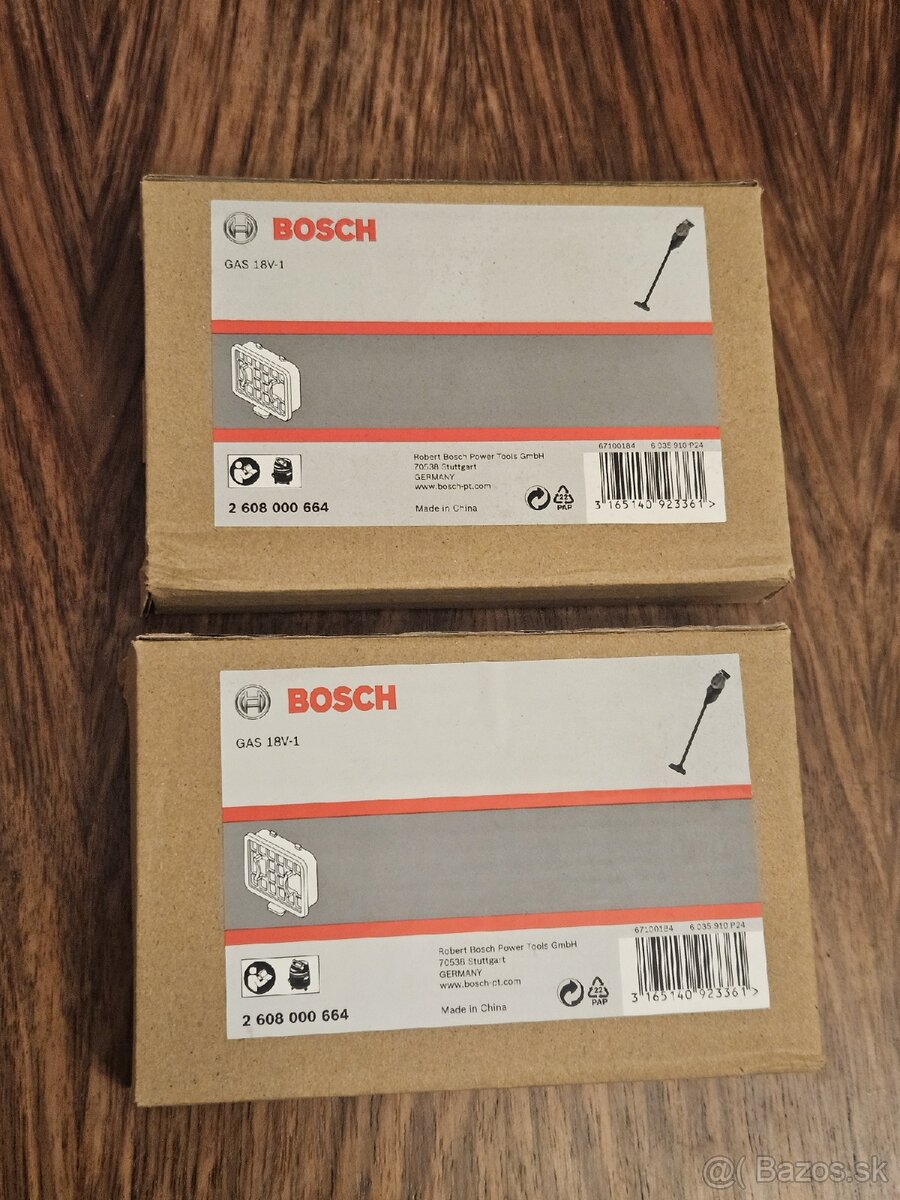 BOSCH
GAS 18V-1
67100184 6 035 910 P24
Robert Bosch Power Tools GmbH
70538 Stuttgart
GERMANY
www.bosch-pt.com
Made in China
22
PAP
2 608 000 664
3 165140 923361 >
BOSCH
GAS 18V-1
67100184 6 035 910 P24
Robert Bosch Power Tools GmbH
70538 Stuttgart
GERMANY
www.bosch-pt.com
Made in China
22
PAP
2 608 000 664
3 165140 923361 >
@( Bazos.sk